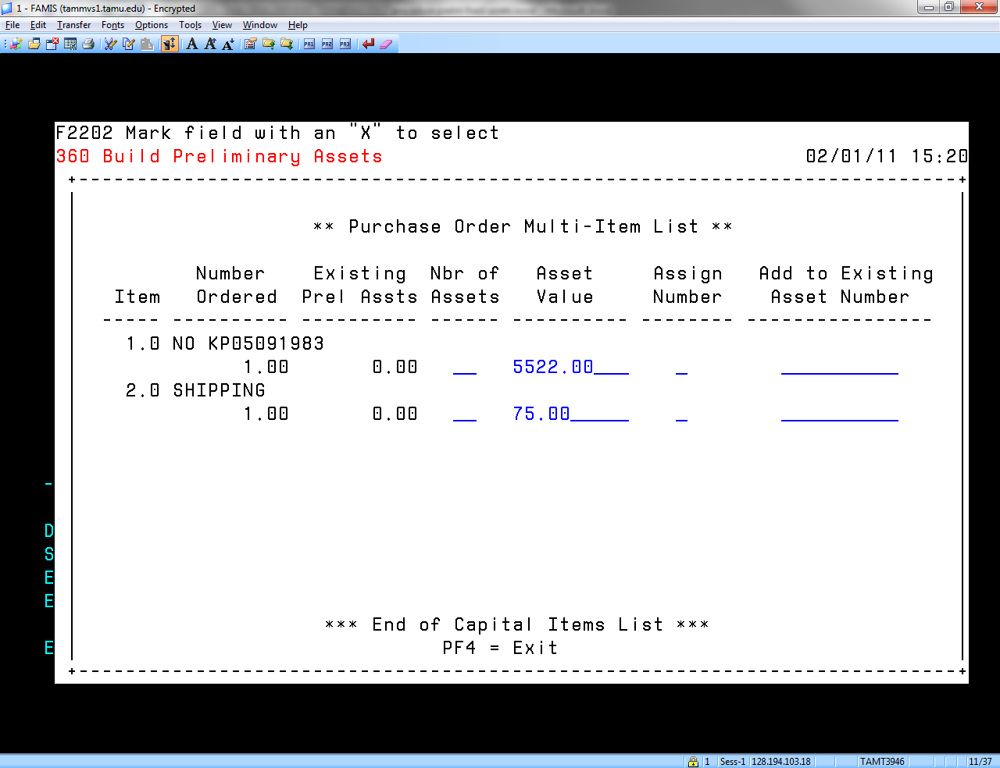 1 - FAMIS (tammvs1.tamu.edu) - Encrypted
File Edit Transfer Fonts Options Tools View Window Help
PA1 PA2 PA3
F2202 Mark field with an "X" to select
360 Build Preliminary Assets 02/01/11 15:20
** Purchase Order Multi-Item List **
Number Existing Nbr of Asset Assign Add to Existing
Item Ordered Prel Assts Assets Value Number Asset Number
----- ---------- ---------- ------ ---------- -------- ----------------
1.0 NO KP05091983
1.00 0.00 __ 5522.00___ _ __________
2.0 SHIPPING
1.00 0.00 __ 75.00_____ _ __________
-
D
S
E
E
*** End of Capital Items List ***
E PF4 = Exit
1 Sess-1 128.194.103.18 TAMT3946 11/37